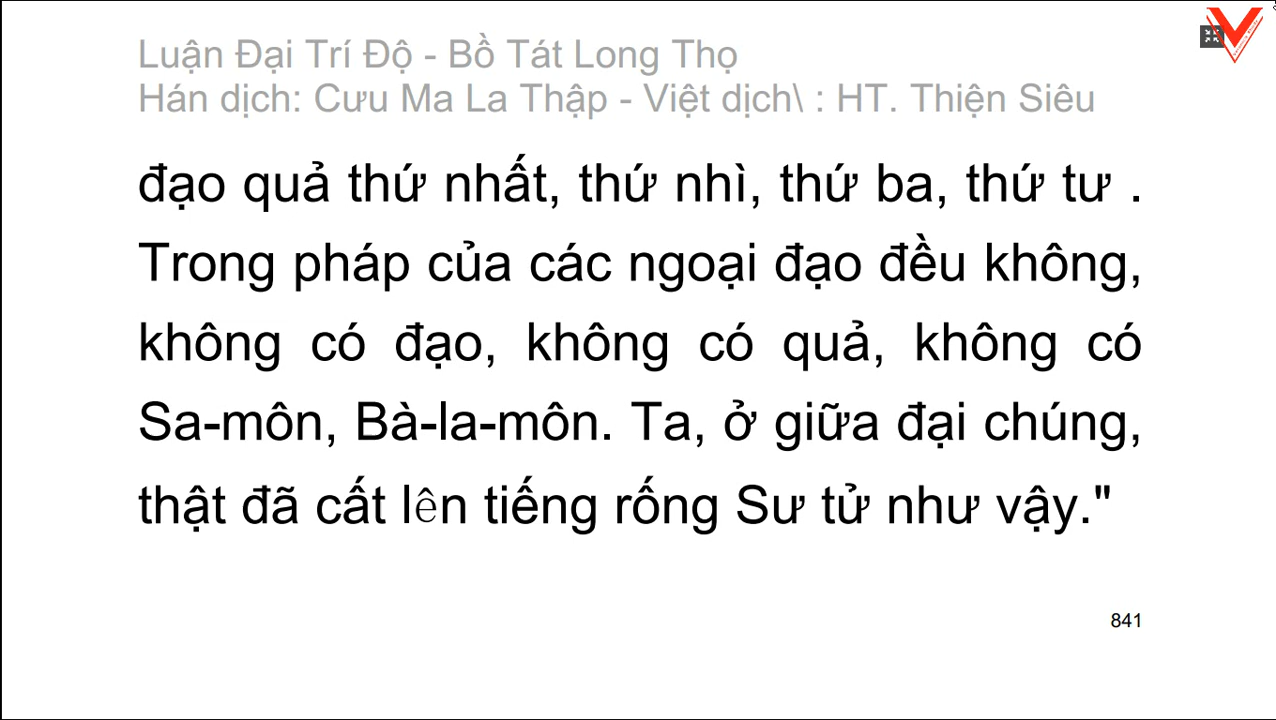 Luận Đại Trí Độ - Bồ Tát Long Thọ
Hán dịch: Cưu Ma La Thập - Việt dịch\ : HT. Thiện Siêu
đạo quả thứ nhất, thứ nhì, thứ ba, thứ tư .
Trong pháp của các ngoại đạo đều không,
không có đạo, không có quả, không có
Sa-môn, Bà-la-môn. Ta, ở giữa đại chúng,
thật đã cất lên tiếng rống Sư tử như vậy."
841